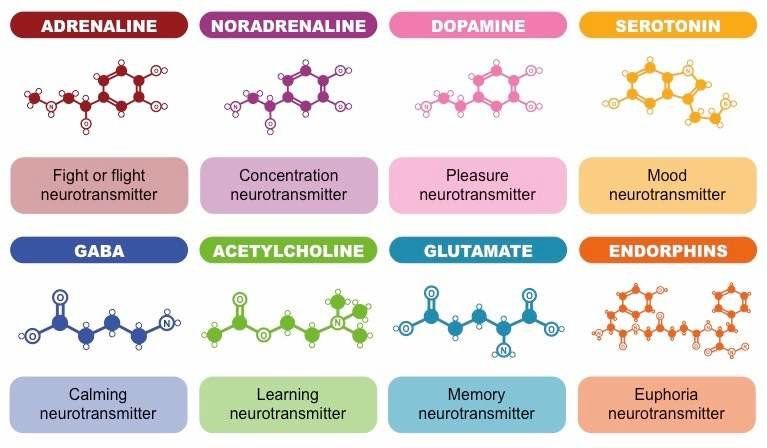 ADRENALINE
NORADRENALINE
DOPAMINE
SEROTONIN
Fight or flight
neurotransmitter
Concentration
neurotransmitter
Pleasure
neurotransmitter
Mood
neurotransmitter
GABA
ACETYLCHOLINE
GLUTAMATE
ENDORPHINS
Calming
neurotransmitter
Learning
neurotransmitter
Memory
neurotransmitter
Euphoria
neurotransmitter